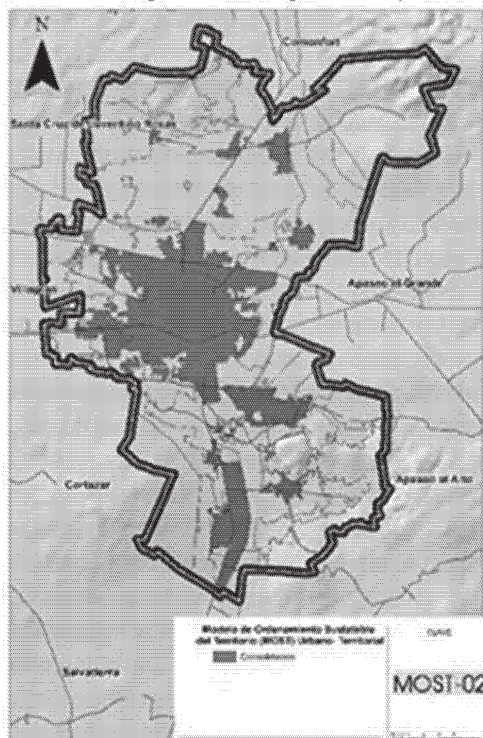 N
Comonfort
Santa Cruz de Juventino Rosas
Apaseo el Grande
Villagrán
Cortazar
Apaseo el Alto
Modelo de Ordenamiento Sustentable
del Territorio (MOST) Urbano- Territorial
CLAVE
Salvatierra
MOST-02